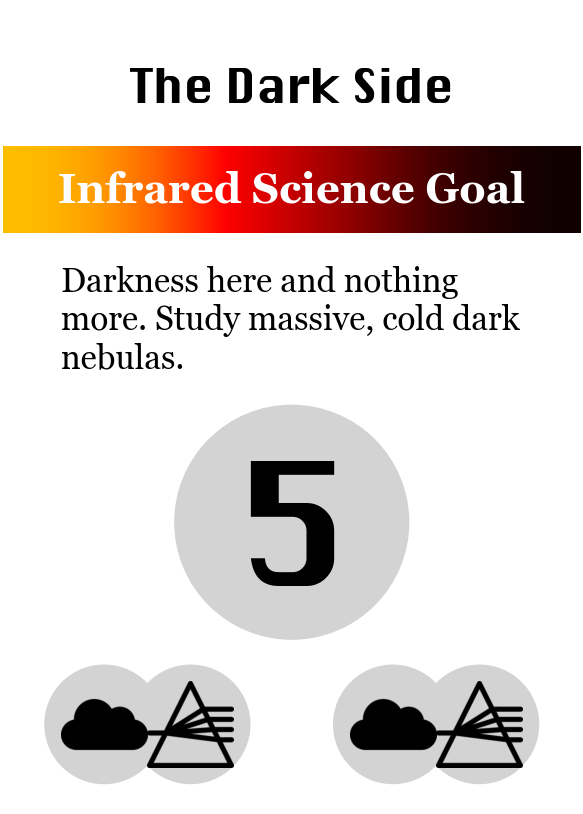 The Dark Side
Infrared Science Goal
Darkness here and nothing
more. Study massive, cold dark
nebulas.
5